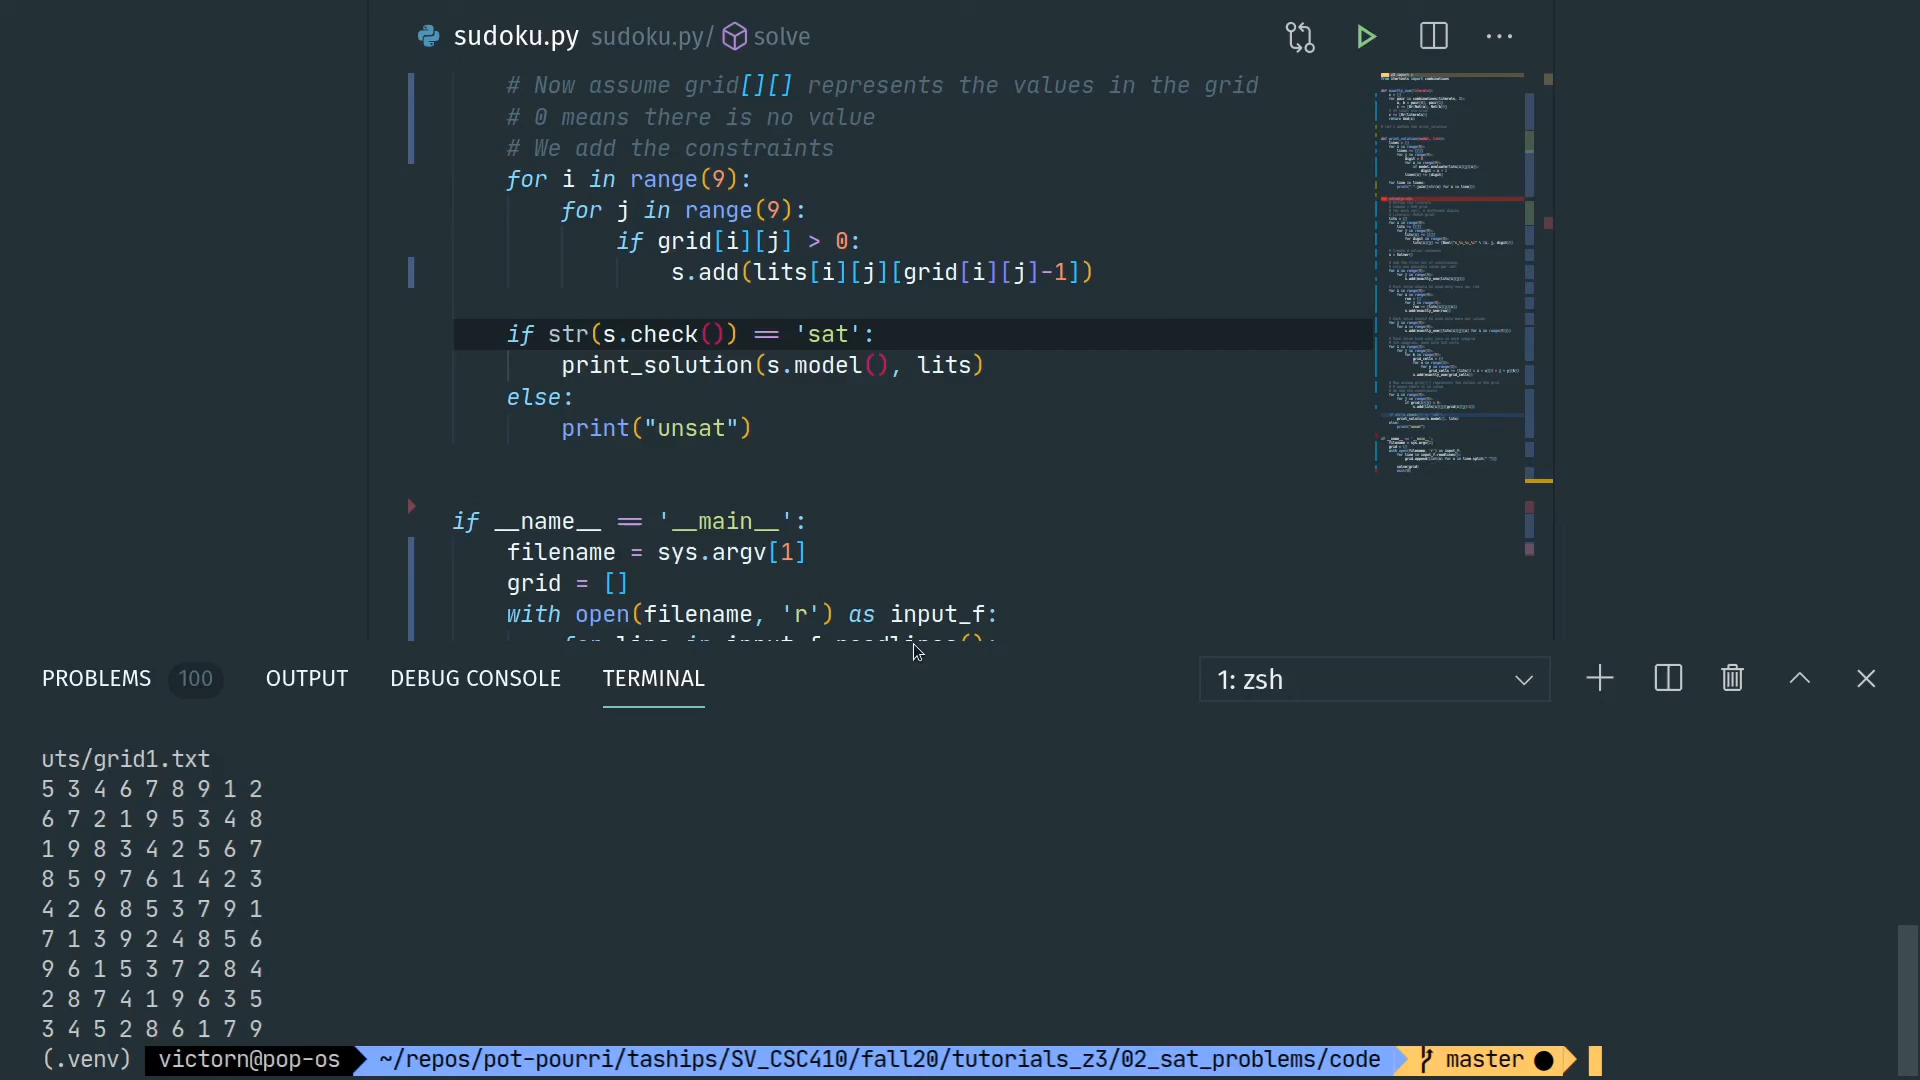 sudoku.py sudoku.py/ solve
# Now assume grid[][] represents the values in the grid
# 0 means there is no value
# We add the constraints
for i in range(9):
for j in range(9):
if grid[i][j] > 0:
s.add(lits[i][j][grid[i][j]-1])
if str(s.check()) == 'sat':
print_solution(s.model(), lits)
else:
print("unsat")
if __name__ == '__main__':
filename = sys.argv[1]
grid = []
with open(filename, 'r') as input_f:
for line in input_f.readlines():
PROBLEMS 100 OUTPUT DEBUG CONSOLE TERMINAL 1: zsh
uts/grid1.txt
5 3 4 6 7 8 9 1 2
6 7 2 1 9 5 3 4 8
1 9 8 3 4 2 5 6 7
8 5 9 7 6 1 4 2 3
4 2 6 8 5 3 7 9 1
7 1 3 9 2 4 8 5 6
9 6 1 5 3 7 2 8 4
2 8 7 4 1 9 6 3 5
3 4 5 2 8 6 1 7 9
(.venv) victorn@pop-os ~/repos/pot-pourri/taships/SV_CSC410/fall20/tutorials_z3/02_sat_problems/code master